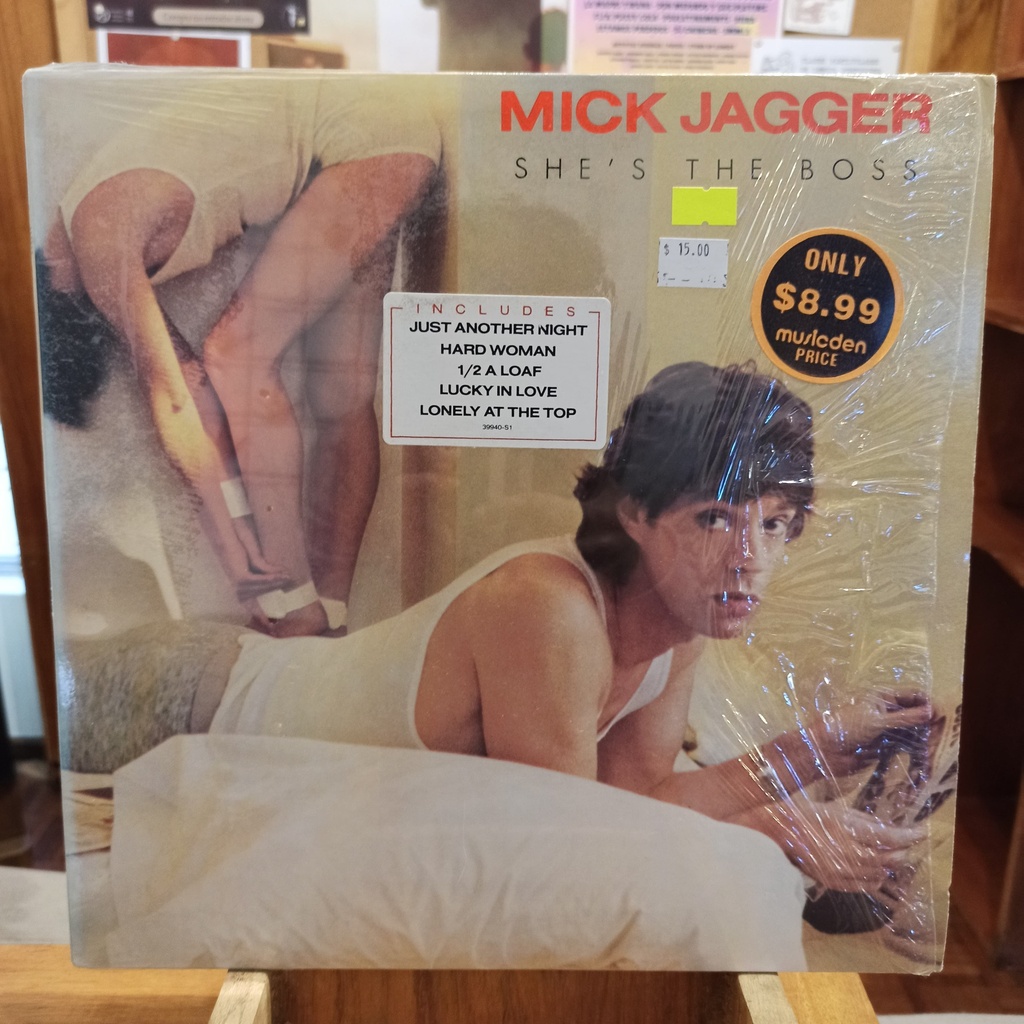 MICK JAGGER
SHE'S THE BOSS
$ 15.00
ONLY
$8.99
musicden
PRICE
INCLUDES
JUST ANOTHER NIGHT
HARD WOMAN
1/2 A LOAF
LUCKY IN LOVE
LONELY AT THE TOP
39940-S1